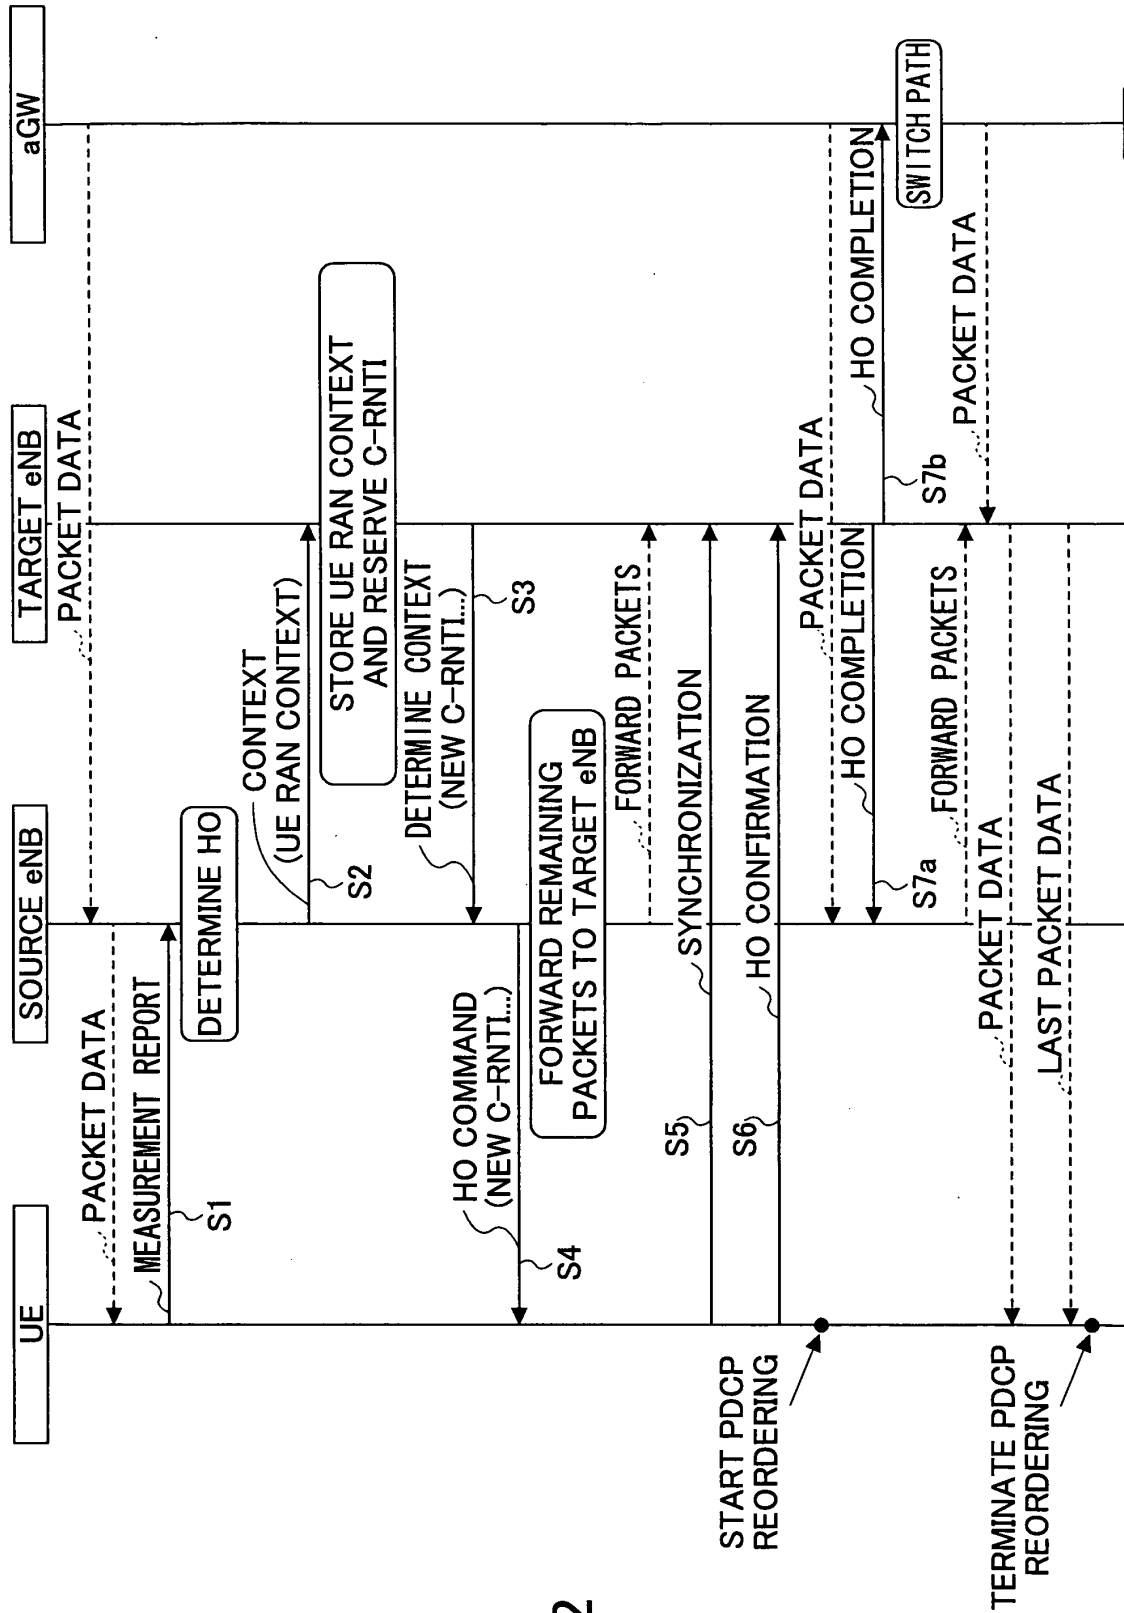 UE
SOURCE eNB
TARGET eNB
aGW
PACKET DATA
PACKET DATA
MEASUREMENT REPORT
S1
DETERMINE HO
CONTEXT
(UE RAN CONTEXT)
S2
STORE UE RAN CONTEXT
AND RESERVE C-RNTI
DETERMINE CONTEXT
(NEW C-RNTI...)
S3
HO COMMAND
(NEW C-RNTI...)
S4
FORWARD REMAINING
PACKETS TO TARGET eNB
FORWARD PACKETS
SYNCHRONIZATION
S5
HO CONFIRMATION
S6
START PDCP
REORDERING
PACKET DATA
HO COMPLETION
S7a
HO COMPLETION
S7b
SWITCH PATH
FORWARD PACKETS
PACKET DATA
PACKET DATA
LAST PACKET DATA
TERMINATE PDCP
REORDERING
2